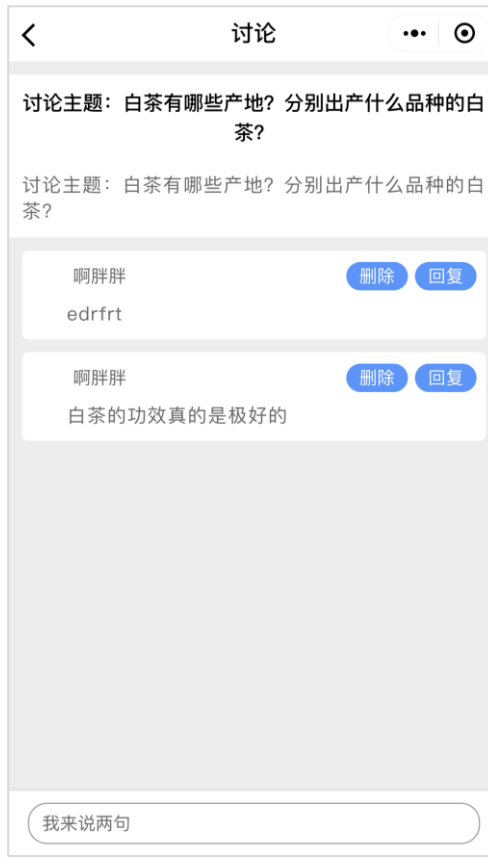 讨论
讨论主题：白茶有哪些产地？分别出产什么品种的白
茶？
讨论主题：白茶有哪些产地？分别出产什么品种的白
茶？
啊胖胖 删除 回复
edrfrt
啊胖胖 删除 回复
白茶的功效真的是极好的
我来说两句